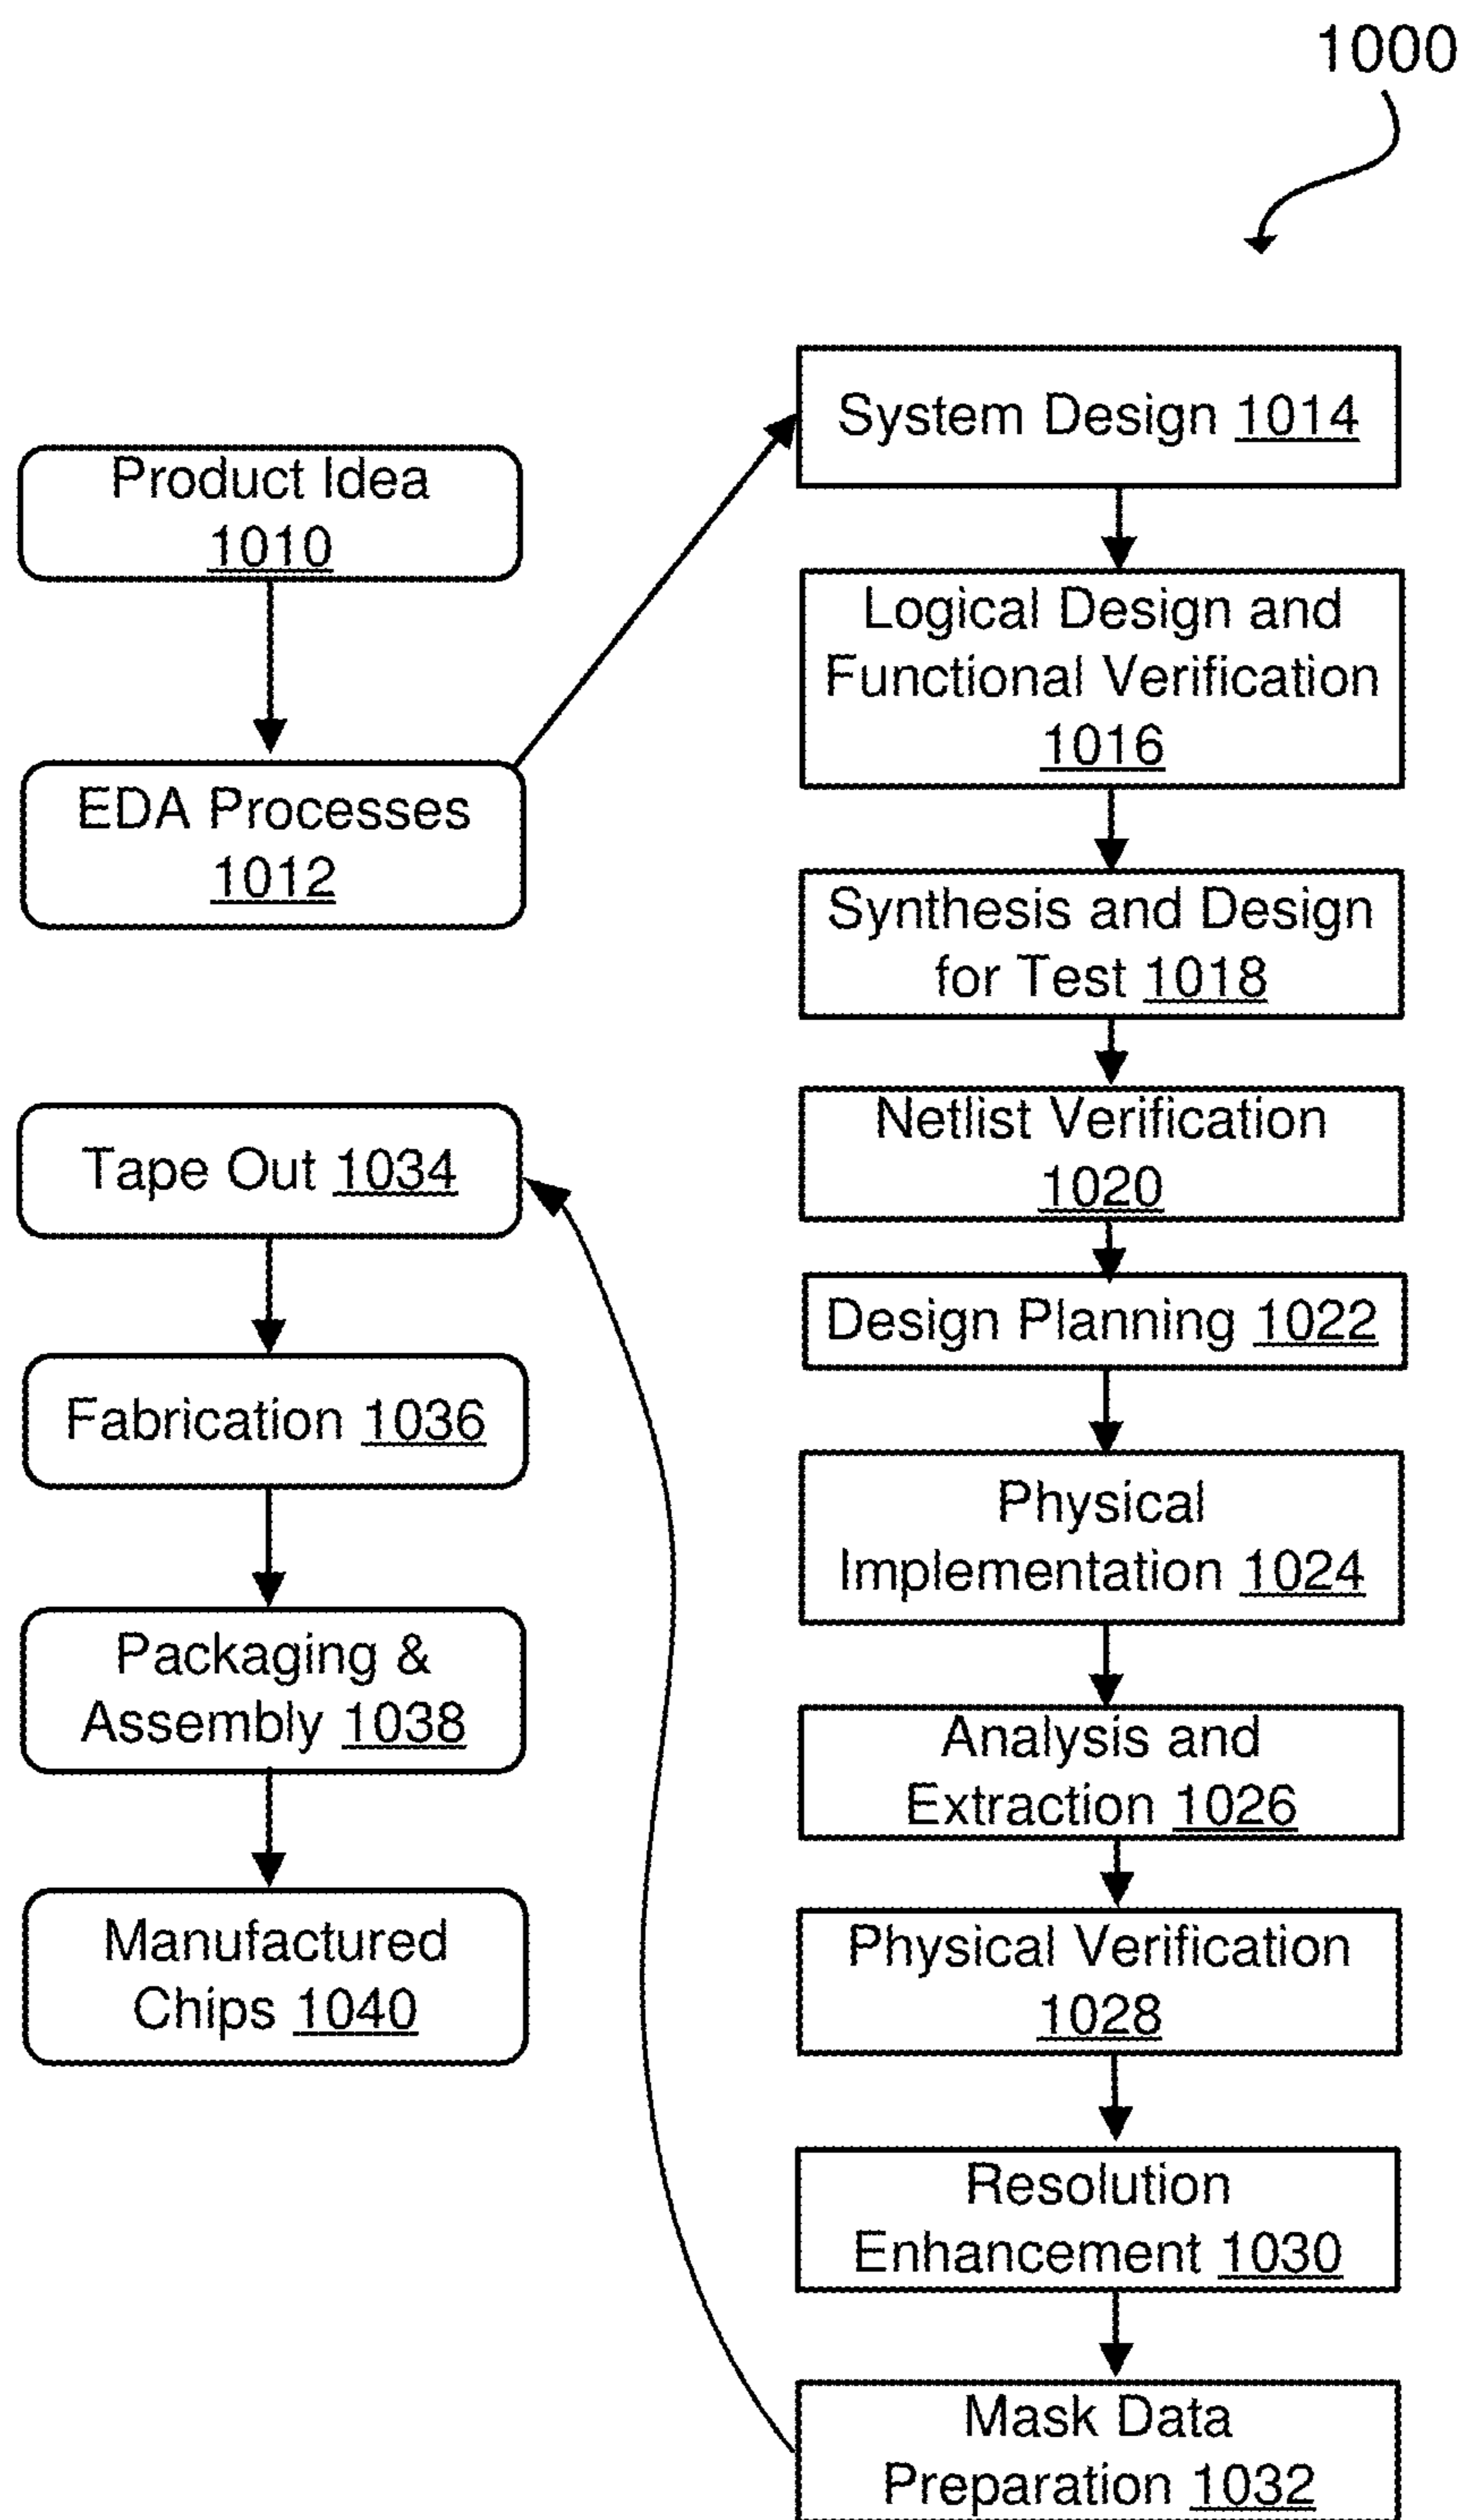 1000
Product Idea
1010
EDA Processes
1012
System Design 1014
Logical Design and
Functional Verification
1016
Synthesis and Design
for Test 1018
Netlist Verification
1020
Design Planning 1022
Physical
Implementation 1024
Analysis and
Extraction 1026
Physical Verification
1028
Resolution
Enhancement 1030
Mask Data
Preparation 1032
Tape Out 1034
Fabrication 1036
Packaging &
Assembly 1038
Manufactured
Chips 1040